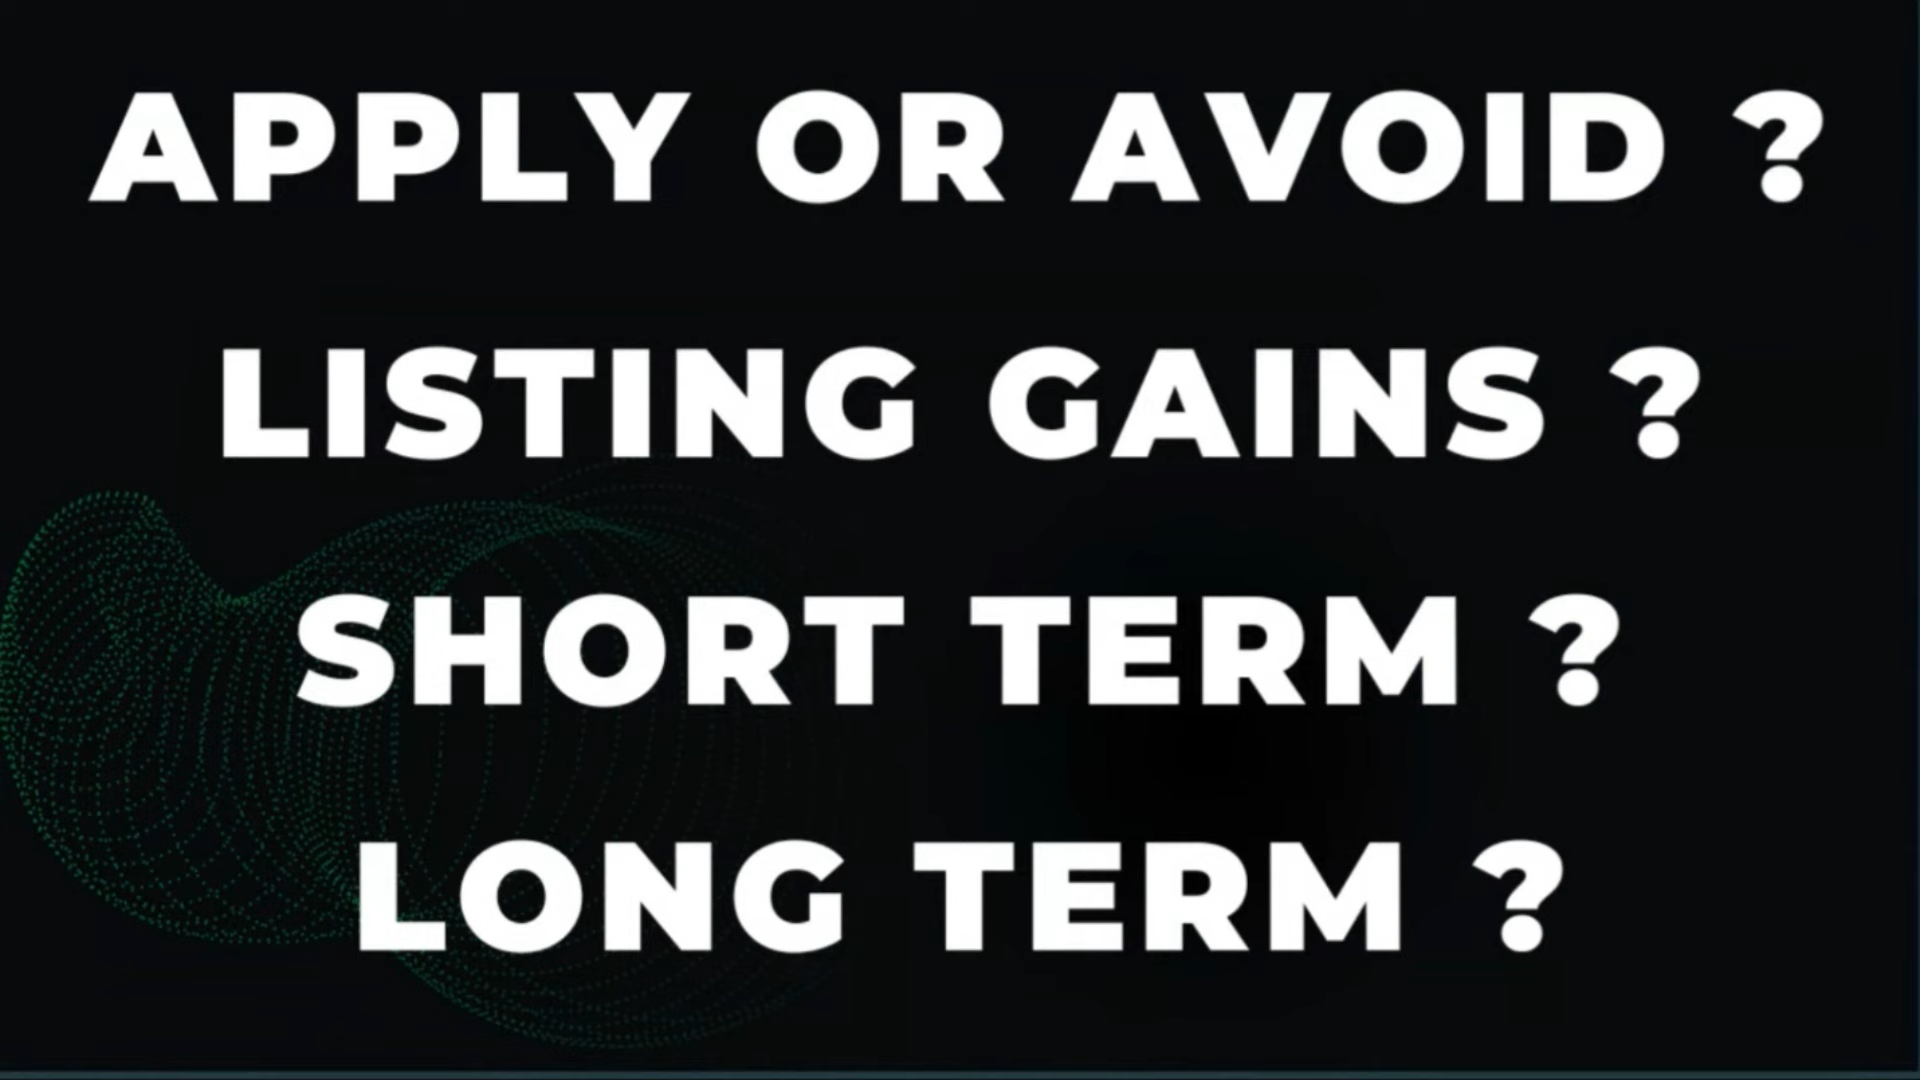 APPLY OR AVOID ?
LISTING GAINS ?
SHORT TERM ?
LONG TERM ?